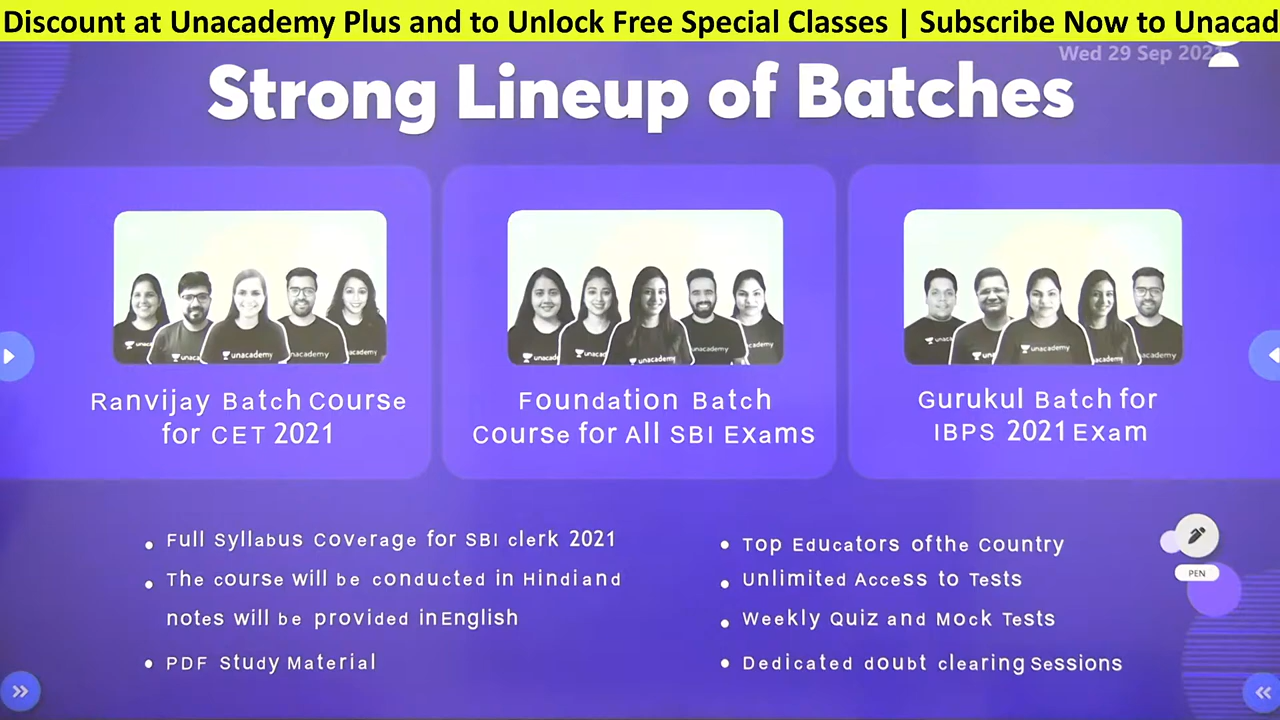 Discount at Unacademy Plus and to Unlock Free Special Classes | Subscribe Now to Unacad
Wed 29 Sep 202
Strong Lineup of Batches
unacademy
unacademy
unacademy
Ranvijay Batch Course
for CET 2021
Foundation Batch
Course for All SBI Exams
Gurukul Batch for
IBPS 2021 Exam
Full Syllabus Coverage for SBI clerk 2021
The course will be conducted in Hindi and
notes will be provided in English
PDF Study Material
Top Educators of the Country
Unlimited Access to Tests
Weekly Quiz and Mock Tests
Dedicated doubt clearing Sessions
PEN